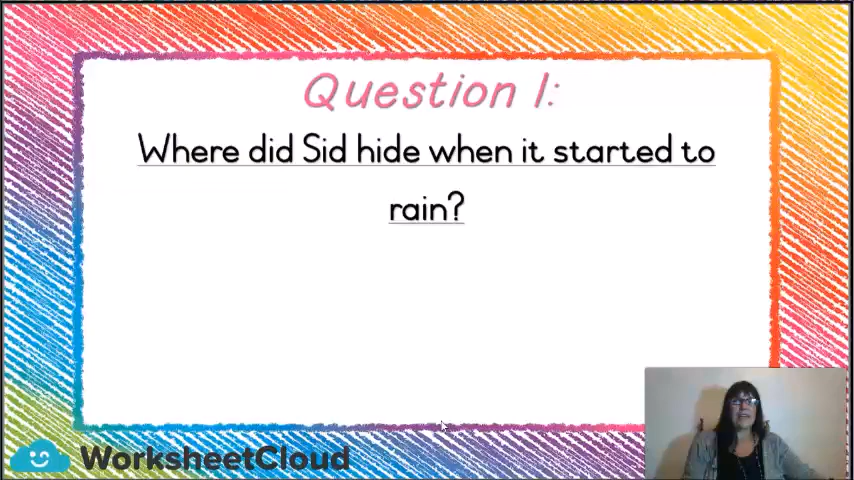 Question 1:
Where did Sid hide when it started to
rain?
WorksheetCloud